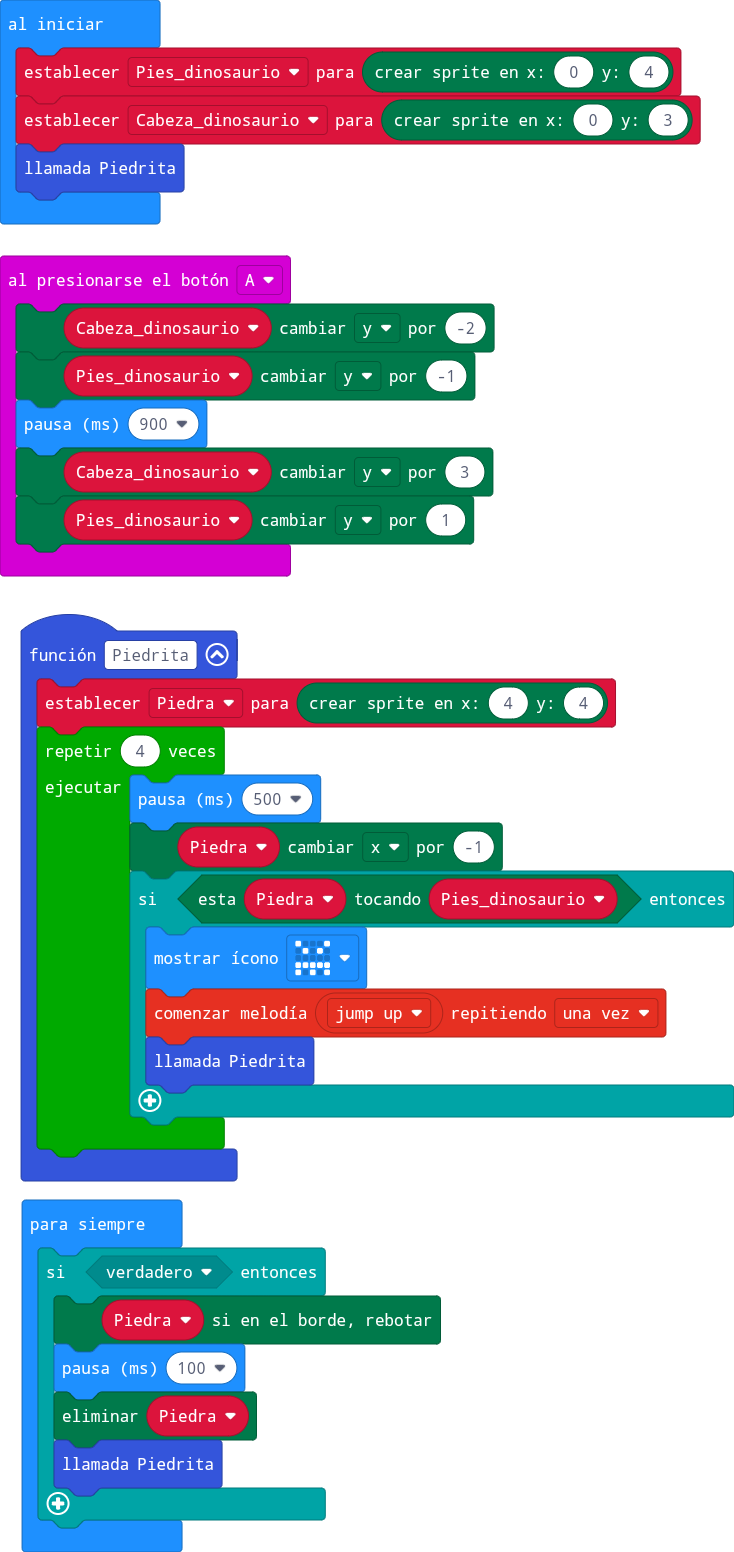 al iniciar
establecer Pies_dinosaurio para crear sprite en x: 0 y: 4
establecer Cabeza_dinosaurio para crear sprite en x: 0 y: 3
llamada Piedrita
al presionarse el botón A
Cabeza_dinosaurio cambiar y por -2
Pies_dinosaurio cambiar y por -1
pausa (ms) 900
Cabeza_dinosaurio cambiar y por 3
Pies_dinosaurio cambiar y por 1
función Piedrita
establecer Piedra para crear sprite en x: 4 y: 4
repetir 4 veces
ejecutar
pausa (ms) 500
Piedra cambiar x por -1
si esta Piedra tocando Pies_dinosaurio entonces
mostrar ícono
comenzar melodía jump up repitiendo una vez
llamada Piedrita
para siempre
si verdadero entonces
Piedra si en el borde, rebotar
pausa (ms) 100
eliminar Piedra
llamada Piedrita